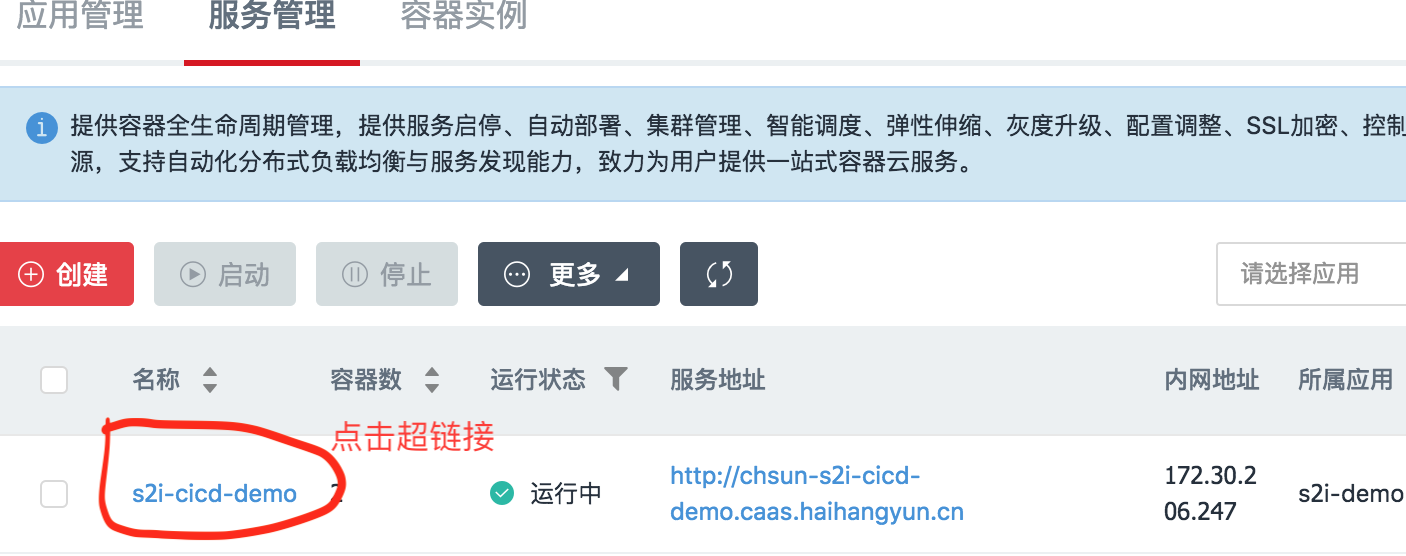 应用管理 服务管理 容器实例
提供容器全生命周期管理，提供服务启停、自动部署、集群管理、智能调度、弹性伸缩、灰度升级、配置调整、SSL加密、控制
源，支持自动化分布式负载均衡与服务发现能力，致力为用户提供一站式容器云服务。
创建 启动 停止 更多 请选择应用
名称 容器数 运行状态 服务地址 内网地址 所属应用
点击超链接
s2i-cicd-demo 2 运行中 http://chsun-s2i-cicd- 172.30.2 s2i-demo
demo.caas.haihangyun.cn 06.247